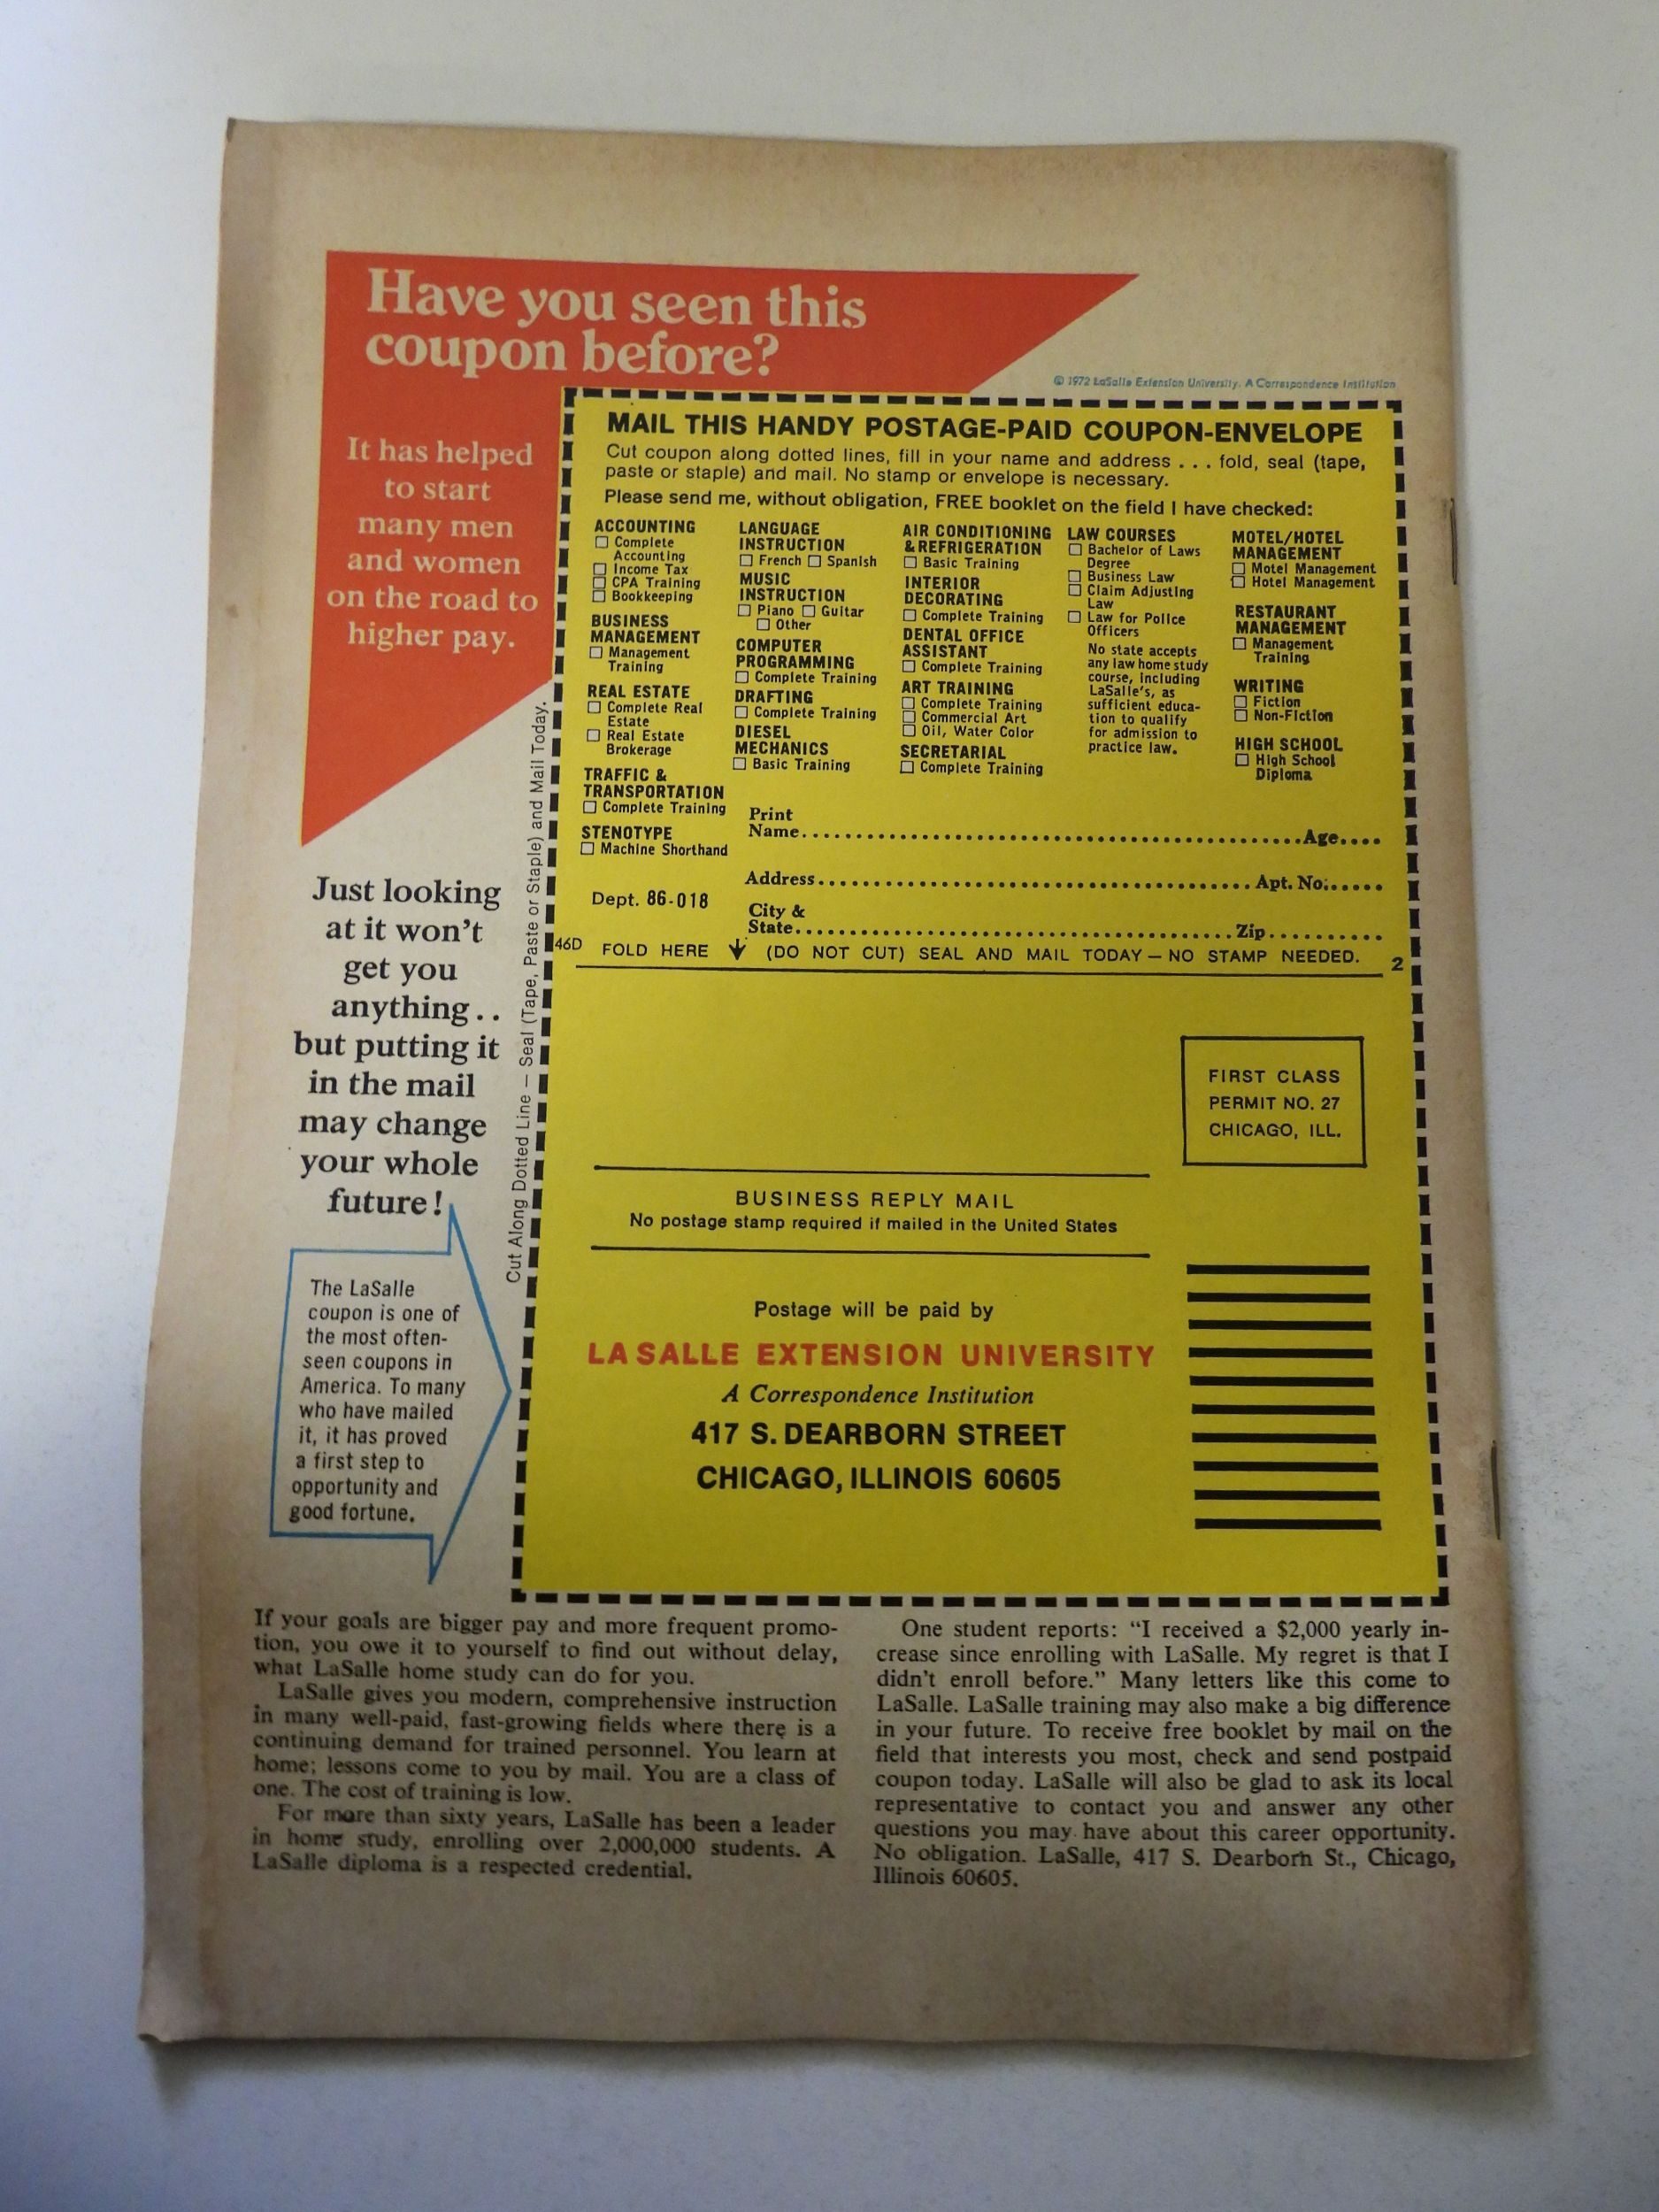 Have you seen this
coupon before?
It has helped
to start
many men
and women
on the road to
higher pay.
© 1972 LaSalle Extension University. A Correspondence Institution
MAIL THIS HANDY POSTAGE-PAID COUPON-ENVELOPE
Cut coupon along dotted lines, fill in your name and address . . . fold, seal (tape,
paste or staple) and mail. No stamp or envelope is necessary.
Please send me, without obligation, FREE booklet on the field I have checked:
ACCOUNTING
☐ Complete
Accounting
☐ Income Tax
☐ CPA Training
☐ Bookkeeping
BUSINESS
MANAGEMENT
☐ Management
Training
REAL ESTATE
☐ Complete Real
Estate
☐ Real Estate
Brokerage
TRAFFIC &
TRANSPORTATION
☐ Complete Training
STENOTYPE
☐ Machine Shorthand
LANGUAGE
INSTRUCTION
☐ French ☐ Spanish
MUSIC
INSTRUCTION
☐ Piano ☐ Guitar
☐ Other
COMPUTER
PROGRAMMING
☐ Complete Training
DRAFTING
☐ Complete Training
DIESEL
MECHANICS
☐ Basic Training
AIR CONDITIONING
& REFRIGERATION
☐ Basic Training
INTERIOR
DECORATING
☐ Complete Training
DENTAL OFFICE
ASSISTANT
☐ Complete Training
ART TRAINING
☐ Complete Training
☐ Commercial Art
☐ Oil, Water Color
SECRETARIAL
☐ Complete Training
LAW COURSES
☐ Bachelor of Laws
Degree
☐ Business Law
☐ Claim Adjusting
Law
☐ Law for Police
Officers
No state accepts
any law home study
course, including
LaSalle's, as
sufficient educa-
tion to qualify
for admission to
practice law.
MOTEL/HOTEL
MANAGEMENT
☐ Motel Management
☐ Hotel Management
RESTAURANT
MANAGEMENT
☐ Management
Training
WRITING
☐ Fiction
☐ Non-Fiction
HIGH SCHOOL
☐ High School
Diploma
Print
Name.................................................Age....
Address...........................................Apt. No......
Dept. 86-018
City &
State...........................................Zip..........
46D FOLD HERE ↓ (DO NOT CUT) SEAL AND MAIL TODAY — NO STAMP NEEDED. 2
Cut Along Dotted Line — Seal (Tape, Paste or Staple) and Mail Today.
FIRST CLASS
PERMIT NO. 27
CHICAGO, ILL.
BUSINESS REPLY MAIL
No postage stamp required if mailed in the United States
Postage will be paid by
LA SALLE EXTENSION UNIVERSITY
A Correspondence Institution
417 S. DEARBORN STREET
CHICAGO, ILLINOIS 60605
Just looking
at it won't
get you
anything . .
but putting it
in the mail
may change
your whole
future!
The LaSalle
coupon is one of
the most often-
seen coupons in
America. To many
who have mailed
it, it has proved
a first step to
opportunity and
good fortune.
If your goals are bigger pay and more frequent promo-
tion, you owe it to yourself to find out without delay,
what LaSalle home study can do for you.
LaSalle gives you modern, comprehensive instruction
in many well-paid, fast-growing fields where there is a
continuing demand for trained personnel. You learn at
home; lessons come to you by mail. You are a class of
one. The cost of training is low.
For more than sixty years, LaSalle has been a leader
in home study, enrolling over 2,000,000 students. A
LaSalle diploma is a respected credential.
One student reports: "I received a $2,000 yearly in-
crease since enrolling with LaSalle. My regret is that I
didn't enroll before." Many letters like this come to
LaSalle. LaSalle training may also make a big difference
in your future. To receive free booklet by mail on the
field that interests you most, check and send postpaid
coupon today. LaSalle will also be glad to ask its local
representative to contact you and answer any other
questions you may have about this career opportunity.
No obligation. LaSalle, 417 S. Dearborn St., Chicago,
Illinois 60605.